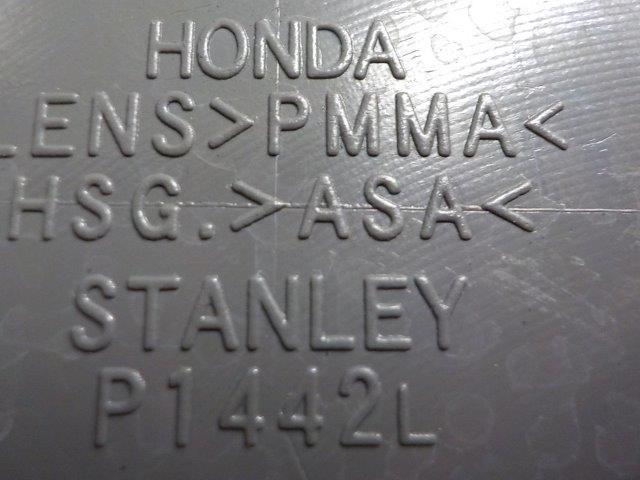 HONDA
LENS>PMMA<
HSG.>ASA<
STANLEY
P1442L